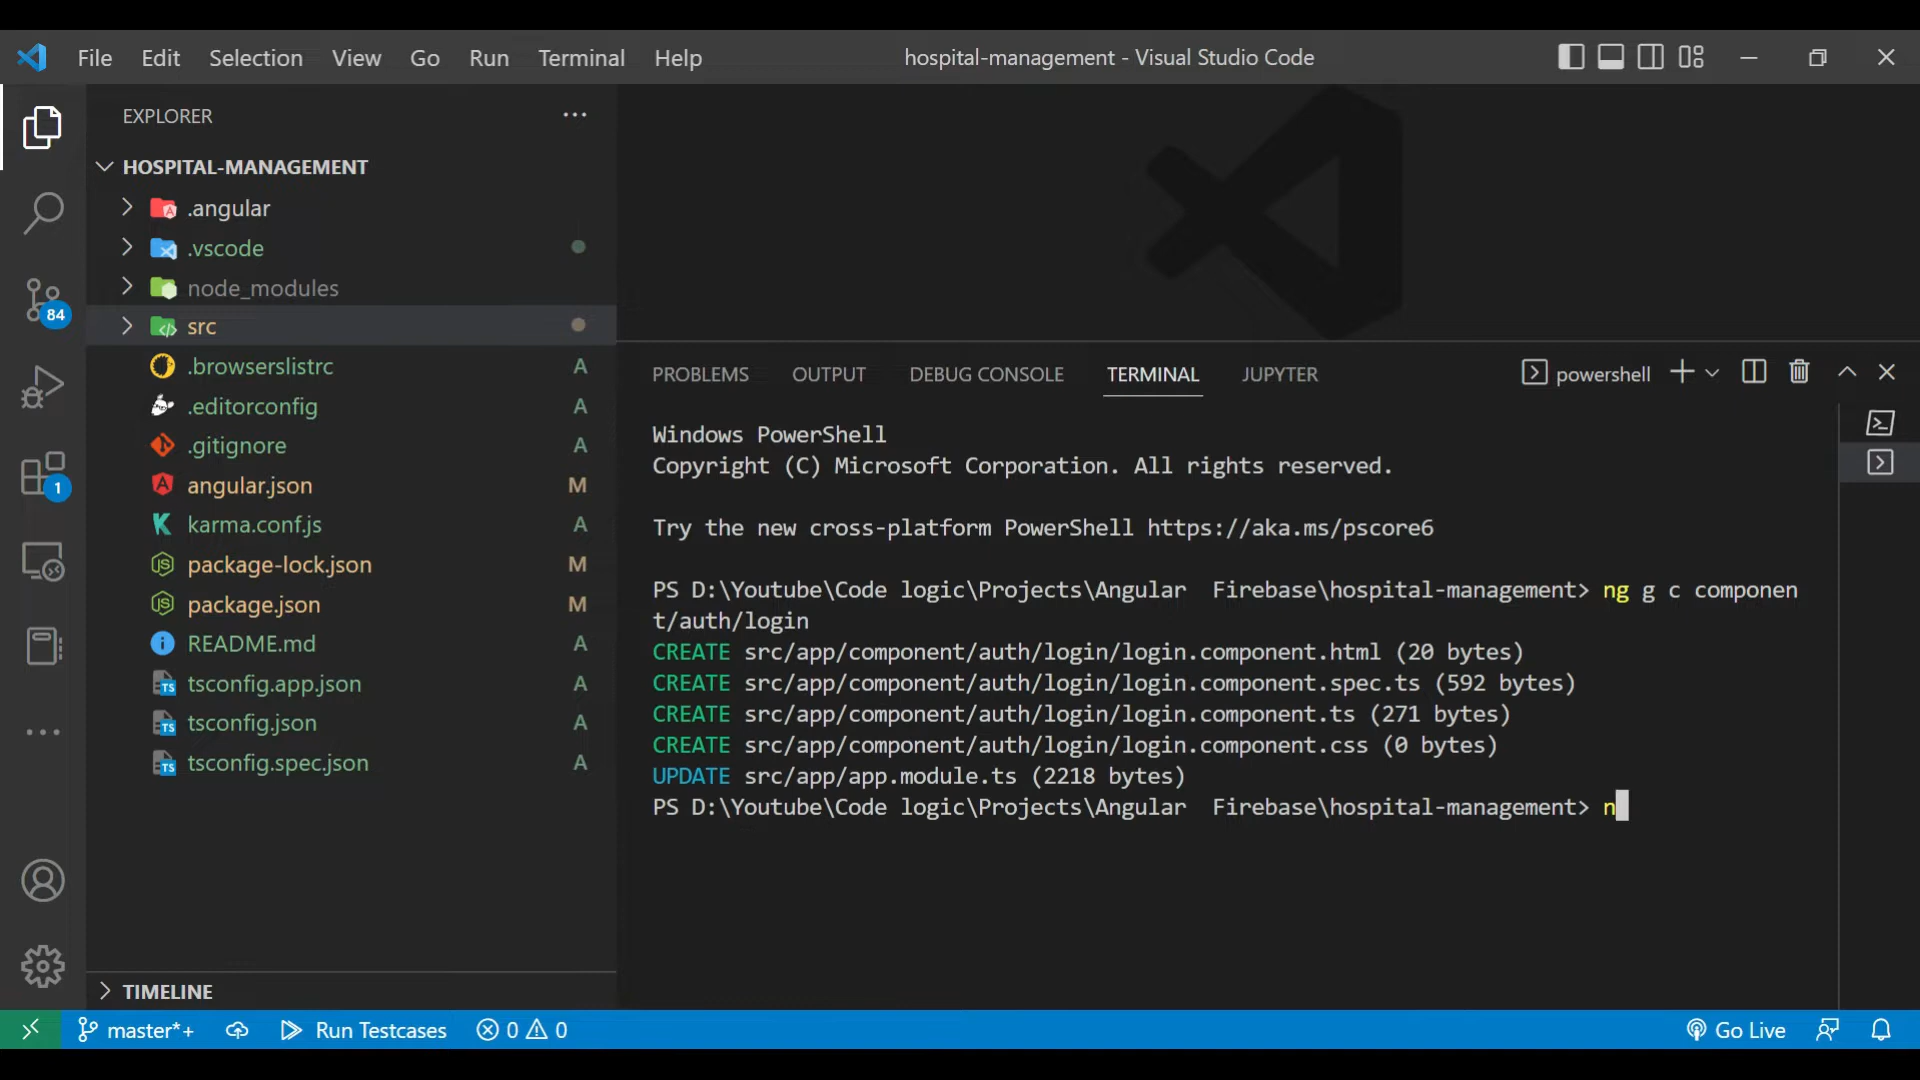 File Edit Selection View Go Run Terminal Help hospital-management - Visual Studio Code
EXPLORER ···
HOSPITAL-MANAGEMENT
.angular
.vscode
node_modules
src
.browserslistrc A
.editorconfig A
.gitignore A
angular.json M
karma.conf.js A
package-lock.json M
package.json M
README.md A
tsconfig.app.json A
tsconfig.json A
tsconfig.spec.json A
TIMELINE
84
1
PROBLEMS OUTPUT DEBUG CONSOLE TERMINAL JUPYTER powershell
Windows PowerShell
Copyright (C) Microsoft Corporation. All rights reserved.
Try the new cross-platform PowerShell https://aka.ms/pscore6
PS D:\Youtube\Code logic\Projects\Angular  Firebase\hospital-management> ng g c componen
t/auth/login
CREATE src/app/component/auth/login/login.component.html (20 bytes)
CREATE src/app/component/auth/login/login.component.spec.ts (592 bytes)
CREATE src/app/component/auth/login/login.component.ts (271 bytes)
CREATE src/app/component/auth/login/login.component.css (0 bytes)
UPDATE src/app/app.module.ts (2218 bytes)
PS D:\Youtube\Code logic\Projects\Angular  Firebase\hospital-management> n
master*+ Run Testcases 0 0 Go Live